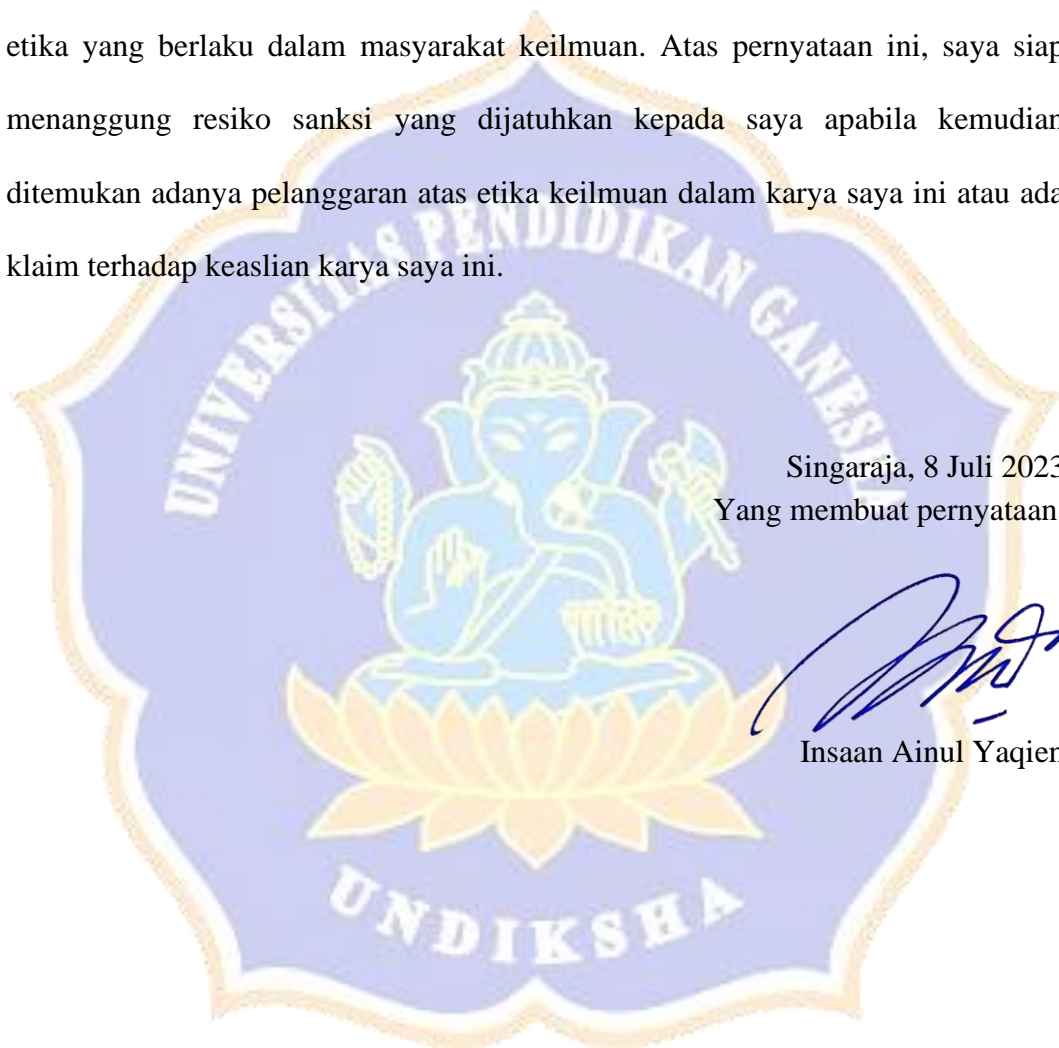 etika yang berlaku dalam masyarakat keilmuan. Atas pernyataan ini, saya siap
menanggung resiko sanksi yang dijatuhkan kepada saya apabila kemudian
ditemukan adanya pelanggaran atas etika keilmuan dalam karya saya ini atau ada
klaim terhadap keaslian karya saya ini.
UNIVERSITAS PENDIDIKAN GANESHA
Singaraja, 8 Juli 2023
Yang membuat pernyataan
Insaan Ainul Yaqien
UNDIKSHA